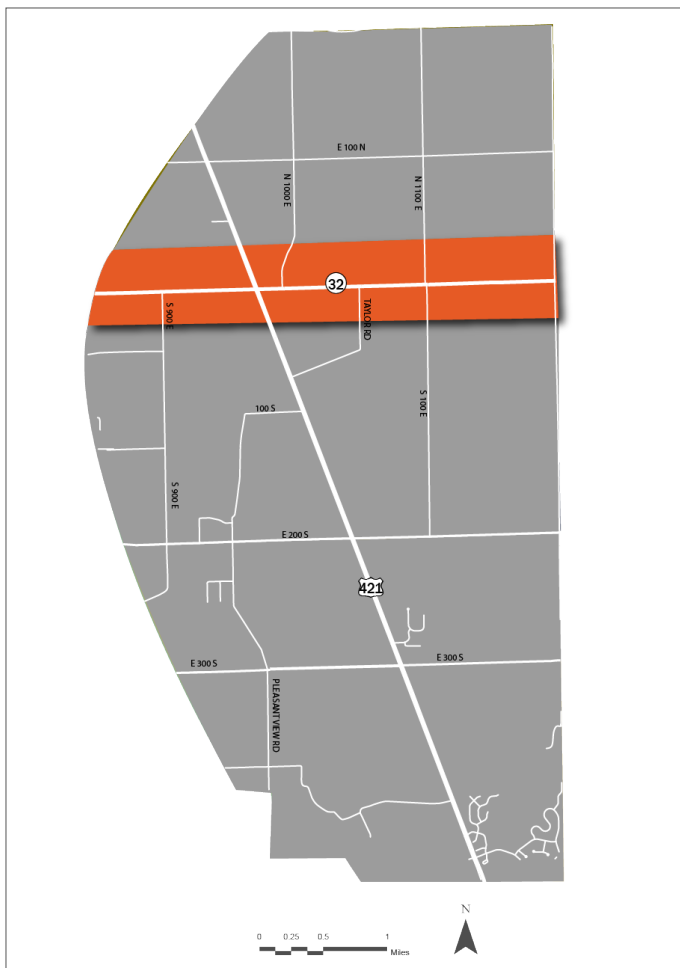 E 100 N
N 1000 E
N 1100 E
32
S 900 E
TAYLOR RD
S 100 E
100 S
S 900 E
E 200 S
421
E 300 S
E 300 S
PLEASANT VIEW RD
N
0 0.25 0.5 1
Miles